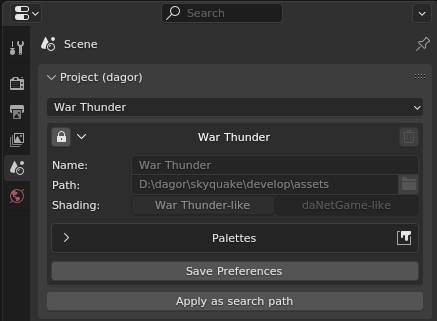 Search
Scene
Project (dagor)
War Thunder
War Thunder
Name: War Thunder
Path: D:\dagor\skyquake\develop\assets
Shading: War Thunder-like daNetGame-like
Palettes
Save Preferences
Apply as search path